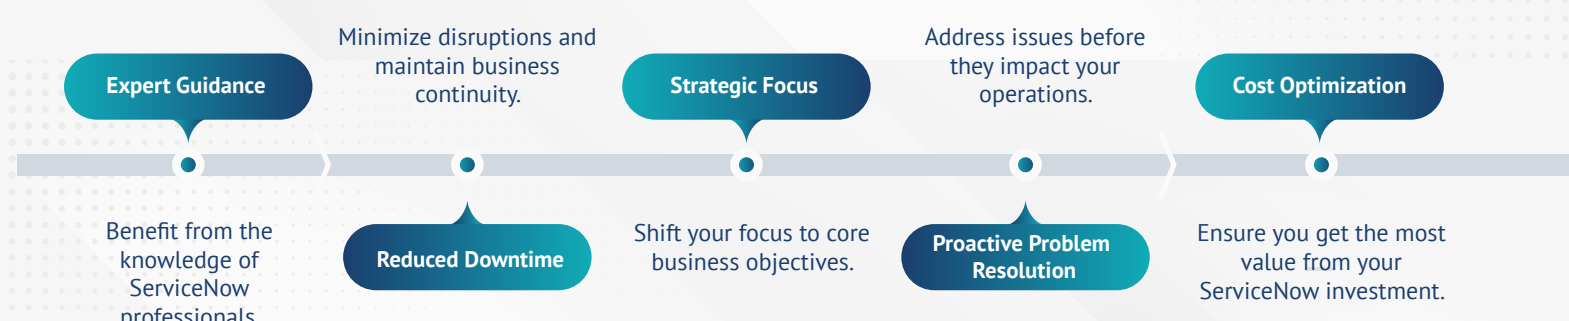 Expert Guidance
Benefit from the
knowledge of
ServiceNow
professionals
Minimize disruptions and
maintain business
continuity.
Reduced Downtime
Strategic Focus
Shift your focus to core
business objectives.
Address issues before
they impact your
operations.
Proactive Problem
Resolution
Cost Optimization
Ensure you get the most
value from your
ServiceNow investment.